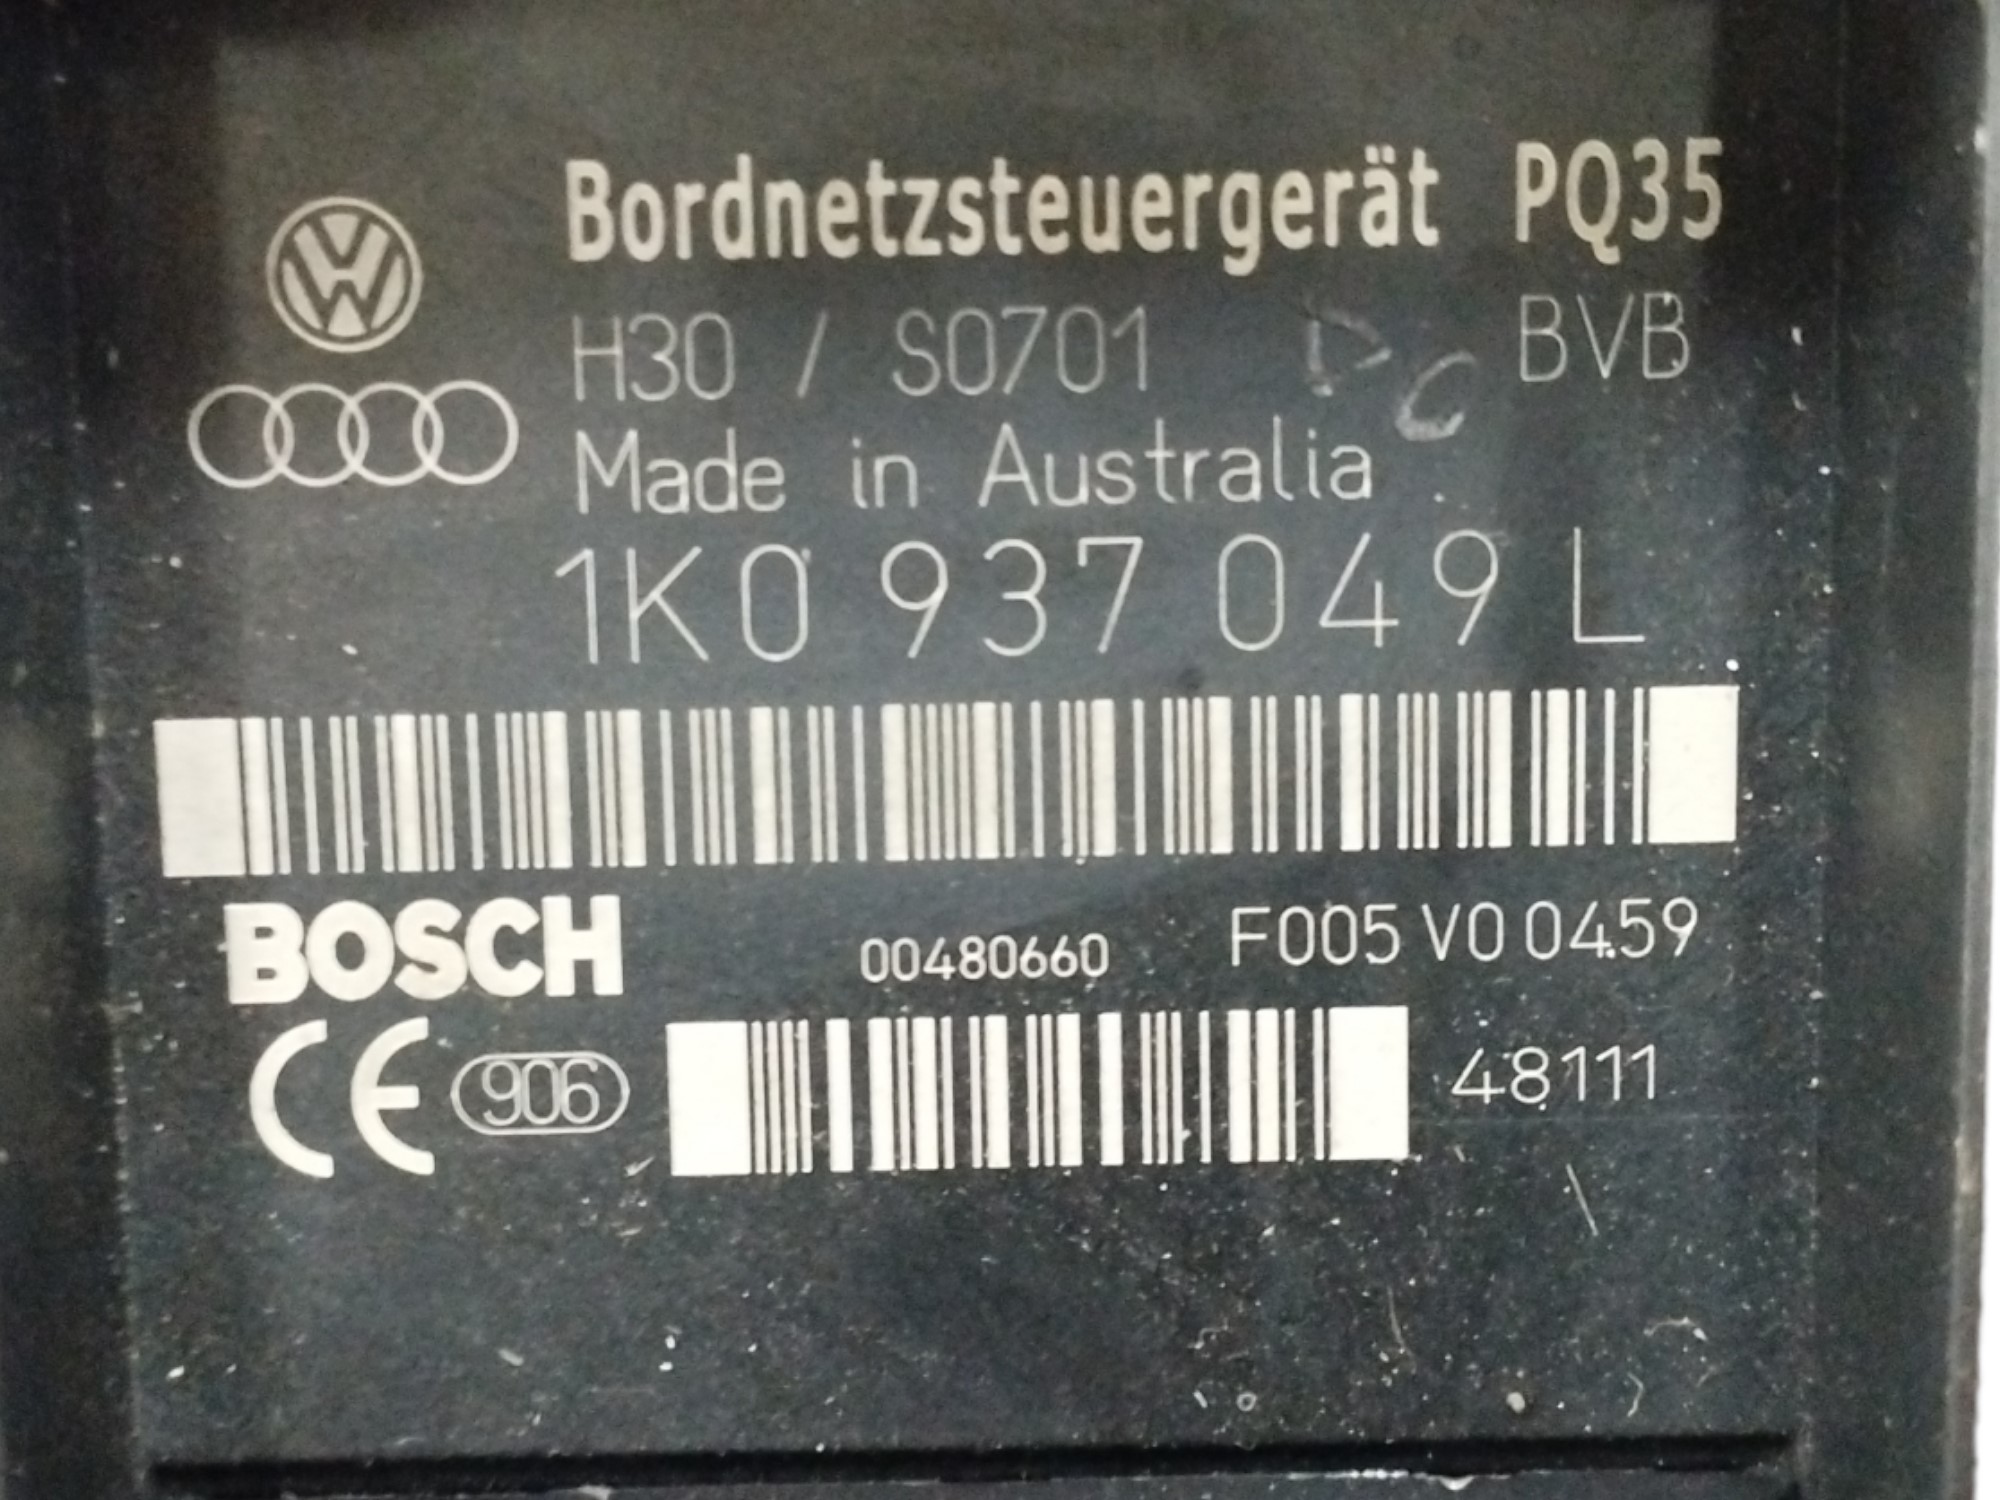 Bordnetzsteuergerät PQ35
H30 / S0701 BVB
Made in Australia
1K0 937 049 L
BOSCH 00480660 F005 V0 0459
CE 906 48111